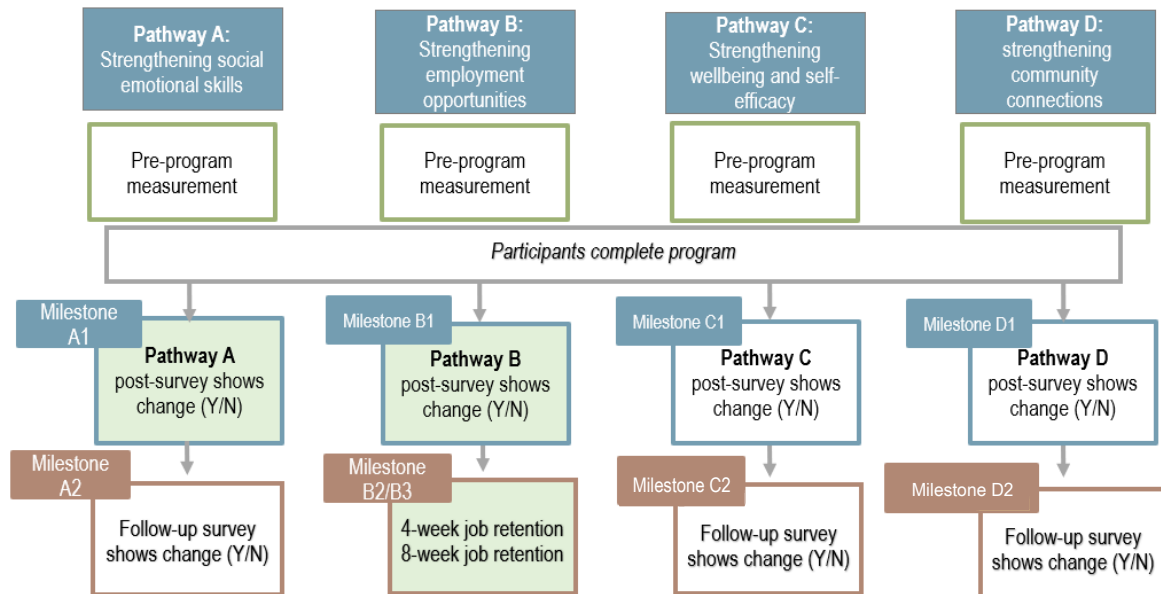 Pathway A:
Strengthening social
emotional skills
Pathway B:
Strengthening
employment
opportunities
Pathway C:
Strengthening
wellbeing and self-
efficacy
Pathway D:
strengthening
community
connections
Pre-program
measurement
Pre-program
measurement
Pre-program
measurement
Pre-program
measurement
Participants complete program
Milestone
A1
Pathway A
post-survey shows
change (Y/N)
Milestone B1
Pathway B
post-survey shows
change (Y/N)
Milestone C1
Pathway C
post-survey shows
change (Y/N)
Milestone D1
Pathway D
post-survey shows
change (Y/N)
Milestone
A2
Follow-up survey
shows change (Y/N)
Milestone
B2/B3
4-week job retention
8-week job retention
Milestone C2
Follow-up survey
shows change (Y/N)
Milestone D2
Follow-up survey
shows change (Y/N)